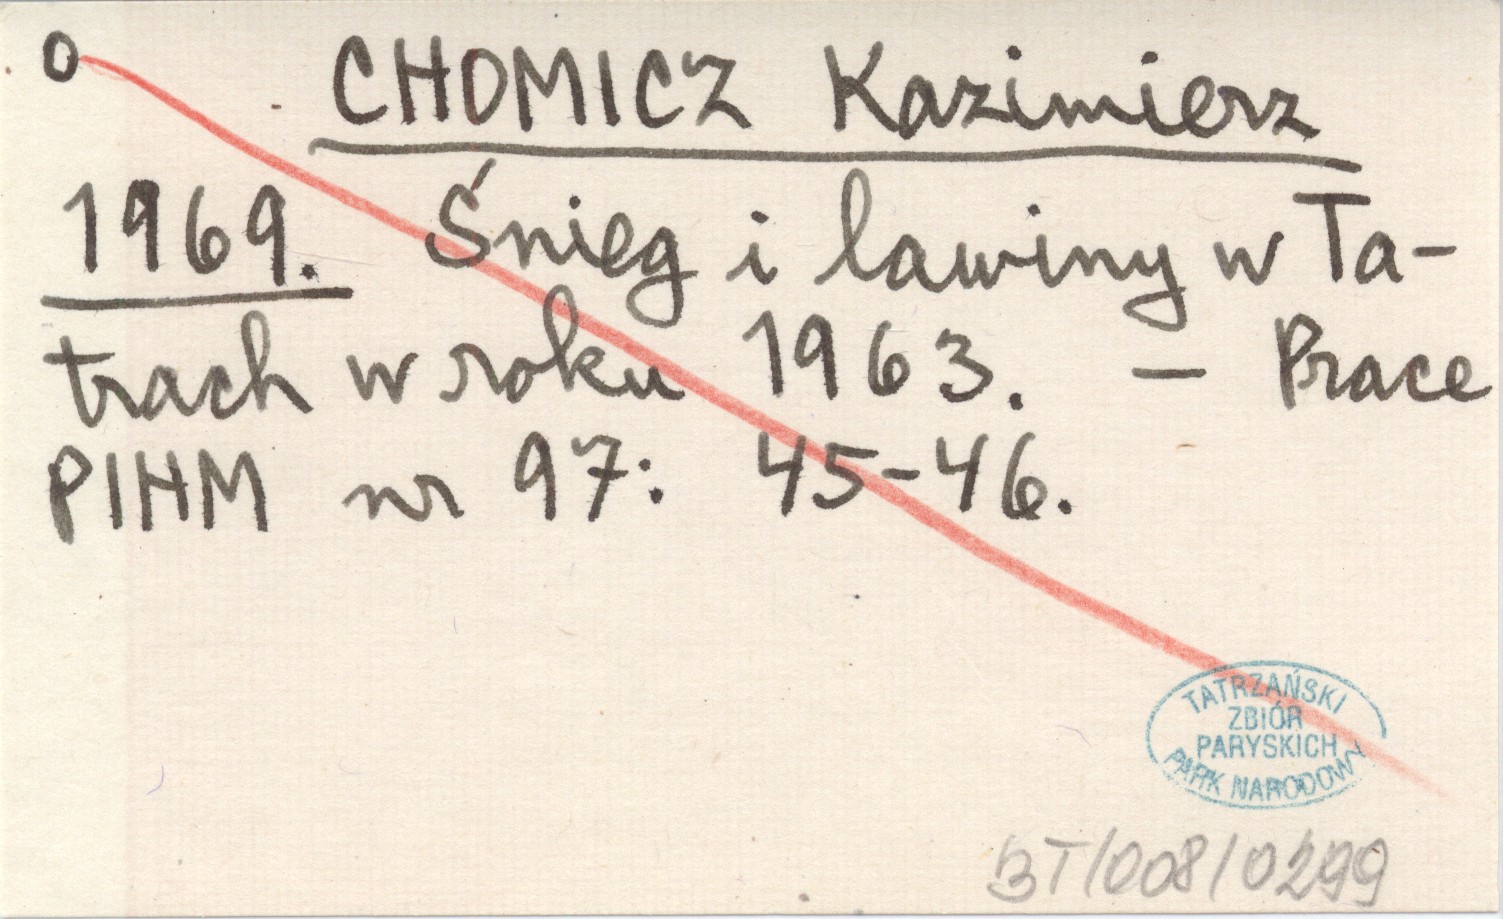 O
CHOMICZ Kazimierz
1969. Śnieg i lawiny w Ta-
trach w roku 1963. – Prace
PIHM nr 97: 45-46.
TATRZAŃSKI
ZBIÓR
PARYSKICH
PARK NARODOWY
BT/008/0299